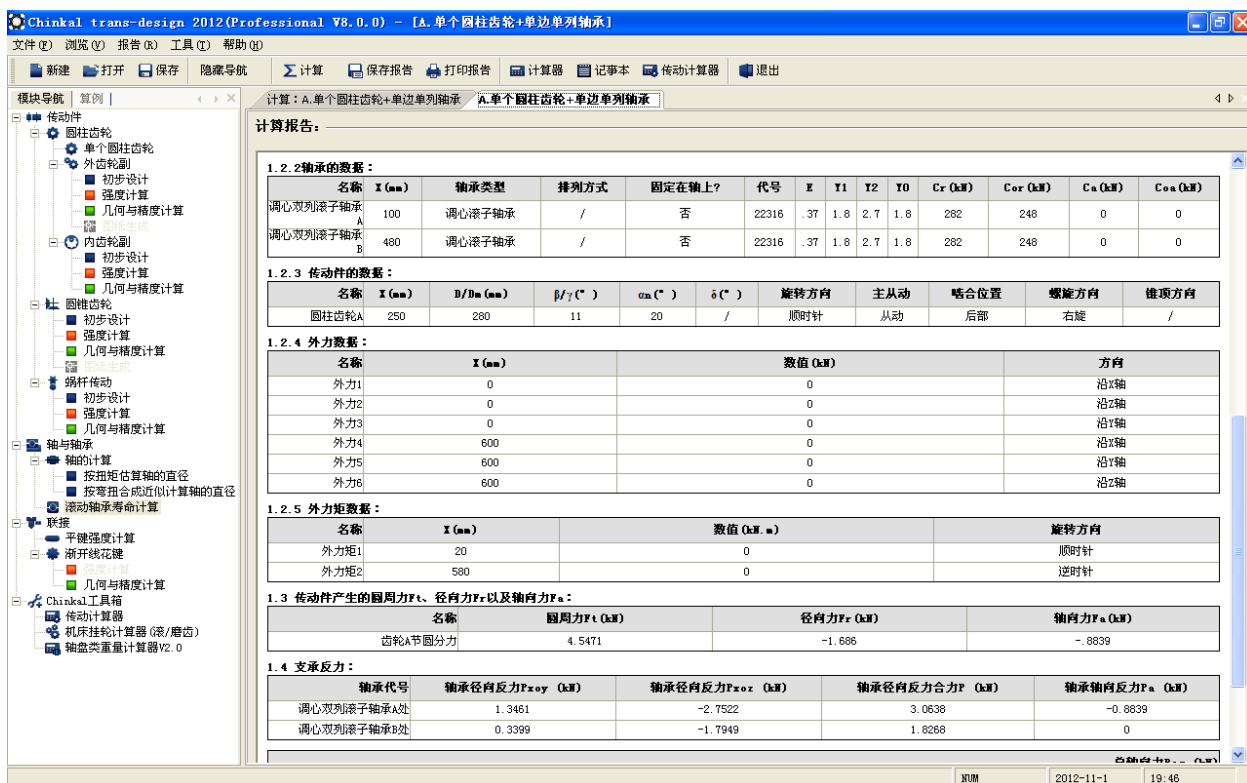 Chinkal trans-design 2012(Professional V8.0.0) - [A.单个圆柱齿轮+单边单列轴承]
文件(F) 浏览(V) 报告(R) 工具(T) 帮助(H)
新建 打开 保存 隐藏导航 计算 保存报告 打印报告 计算器 记事本 传动计算器 退出
模块导航 算例
计算：A.单个圆柱齿轮+单边单列轴承 A.单个圆柱齿轮+单边单列轴承
传动件
圆柱齿轮
单个圆柱齿轮
外齿轮副
初步设计
强度计算
几何与精度计算
图纸生成
内齿轮副
初步设计
强度计算
几何与精度计算
圆锥齿轮
初步设计
强度计算
几何与精度计算
图纸生成
蜗杆传动
初步设计
强度计算
几何与精度计算
轴与轴承
轴的计算
按扭矩估算轴的直径
按弯扭合成近似计算轴的直径
滚动轴承寿命计算
联接
平键强度计算
渐开线花键
强度计算
几何与精度计算
Chinkal工具箱
传动计算器
机床挂轮计算器(滚/磨齿)
轴盘类重量计算器V2.0
计算报告：
1.2.2轴承的数据：
名称 X(mm) 轴承类型 排列方式 固定在轴上? 代号 E Y1 Y2 Y0 Cr(kN) Cor(kN) Ca(kN) Coa(kN)
调心双列滚子轴承A 100 调心滚子轴承 / 否 22316 .37 1.8 2.7 1.8 282 248 0 0
调心双列滚子轴承B 480 调心滚子轴承 / 否 22316 .37 1.8 2.7 1.8 282 248 0 0
1.2.3 传动件的数据：
名称 X(mm) D/Dm(mm) β/γ(°) αn(°) δ(°) 旋转方向 主从动 啮合位置 螺旋方向 锥顶方向
圆柱齿轮A 250 280 11 20 / 顺时针 从动 后部 右旋 /
1.2.4 外力数据：
名称 X(mm) 数值(kN) 方向
外力1 0 0 沿X轴
外力2 0 0 沿Z轴
外力3 0 0 沿Y轴
外力4 600 0 沿X轴
外力5 600 0 沿Y轴
外力6 600 0 沿Z轴
1.2.5 外力矩数据：
名称 X(mm) 数值(kN.m) 旋转方向
外力矩1 20 0 顺时针
外力矩2 580 0 逆时针
1.3 传动件产生的圆周力Ft、径向力Fr以及轴向力Fa：
名称 圆周力Ft(kN) 径向力Fr(kN) 轴向力Fa(kN)
齿轮A节圆分力 4.5471 -1.686 -.8839
1.4 支承反力：
轴承代号 轴承径向反力Pxoy (kN) 轴承径向反力Pxoz (kN) 轴承径向反力合力P (kN) 轴承轴向反力Pa (kN)
调心双列滚子轴承A处 1.3461 -2.7522 3.0638 -0.8839
调心双列滚子轴承B处 0.3399 -1.7949 1.8268 0
NUM 2012-11-1 19:46